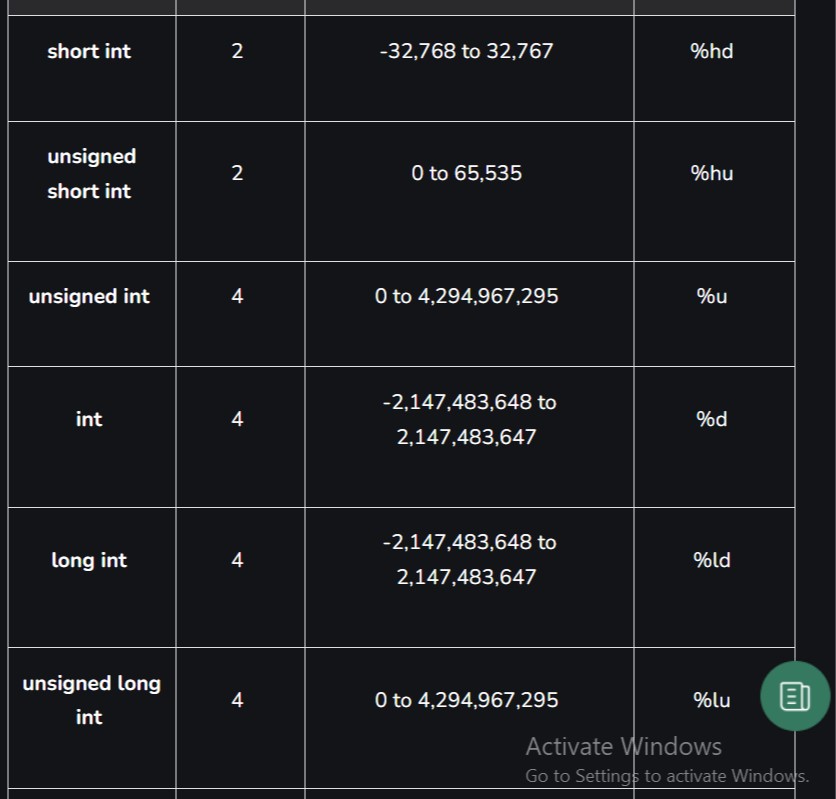 short int 2 -32,768 to 32,767 %hd
unsigned
short int 2 0 to 65,535 %hu
unsigned int 4 0 to 4,294,967,295 %u
int 4 -2,147,483,648 to
2,147,483,647 %d
long int 4 -2,147,483,648 to
2,147,483,647 %ld
unsigned long
int 4 0 to 4,294,967,295 %lu
Activate Windows
Go to Settings to activate Windows.